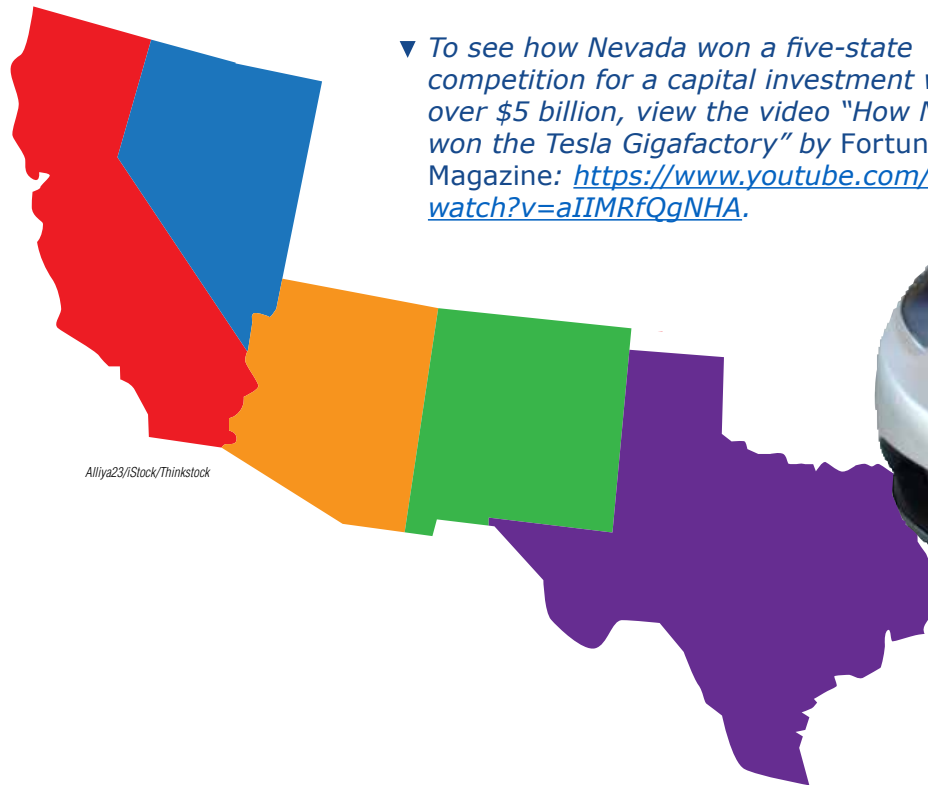 ▼ To see how Nevada won a five-state
competition for a capital investment
over $5 billion, view the video “How
won the Tesla Gigafactory” by Fortun
Magazine: https://www.youtube.com/
watch?v=aIIMRfQgNHA.
Alliya23/iStock/Thinkstock